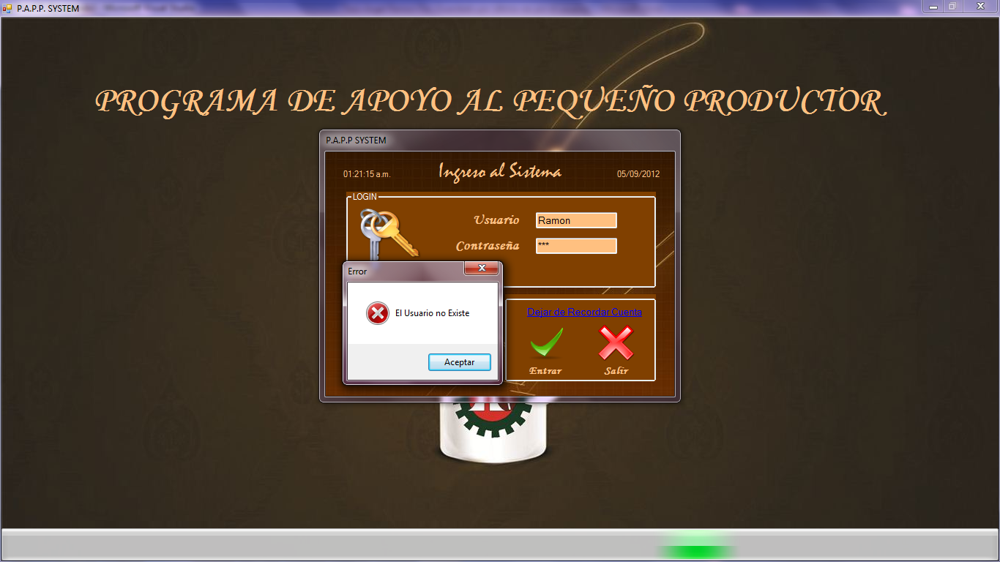 P.A.P.P. SYSTEM
PROGRAMA DE APOYO AL PEQUEÑO PRODUCTOR
P.A.P.P SYSTEM
01:21:15 a.m.
Ingreso al Sistema
05/09/2012
LOGIN
Usuario
Ramon
Contraseña
***
Error
El Usuario no Existe
Aceptar
Dejar de Recordar Cuenta
Entrar
Salir